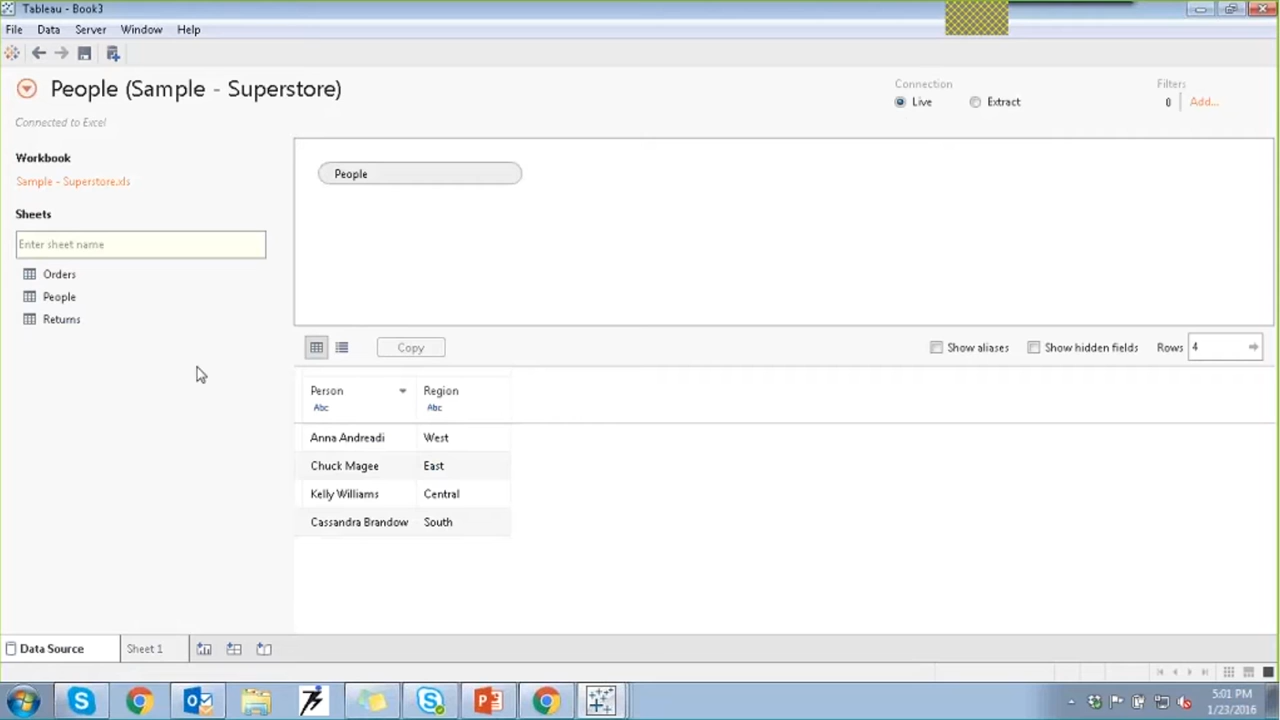 Tableau - Book3
File Data Server Window Help
People (Sample - Superstore)
Connection
Live Extract
Filters
0 Add...
Connected to Excel
Workbook
Sample - Superstore.xls
Sheets
Enter sheet name
Orders
People
Returns
People
Copy
Show aliases Show hidden fields Rows 4
Person Region
Abc Abc
Anna Andreadi West
Chuck Magee East
Kelly Williams Central
Cassandra Brandow South
Data Source Sheet 1
5:01 PM
1/23/2016